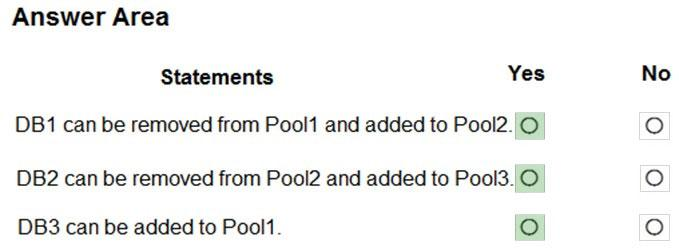 Answer Area
Statements Yes No
DB1 can be removed from Pool1 and added to Pool2.
DB2 can be removed from Pool2 and added to Pool3.
DB3 can be added to Pool1.